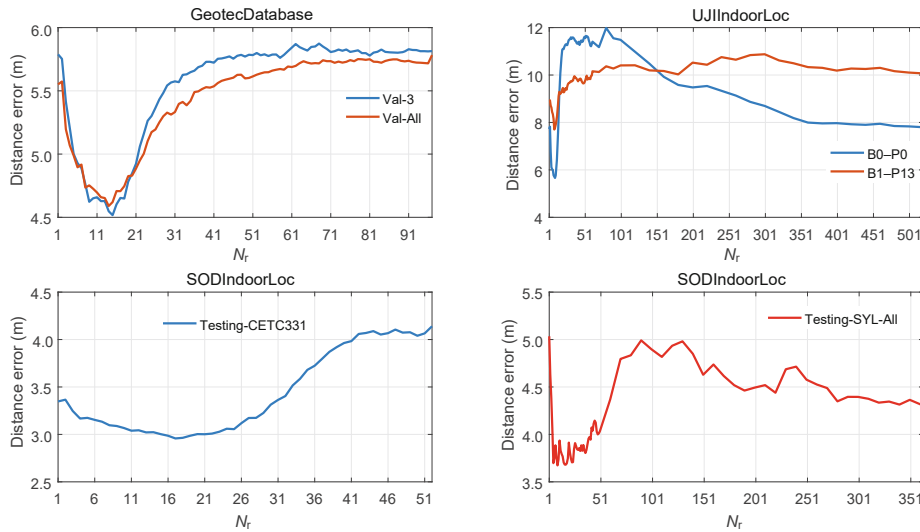 GeotecDatabase
6.0
5.5
5.0
4.5
Distance error (m)
Val-3
Val-All
1 11 21 31 41 51 61 71 81 91
Nr
UJIIndoorLoc
12
10
8
6
4
Distance error (m)
B0–P0
B1–P13
1 51 101 151 201 251 301 351 401 451 501
Nr
SODIndoorLoc
4.5
4.0
3.5
3.0
2.5
Distance error (m)
Testing-CETC331
1 6 11 16 21 26 31 36 41 46 51
Nr
SODIndoorLoc
5.5
5.0
4.5
4.0
3.5
Distance error (m)
Testing-SYL-All
1 51 101 151 201 251 301 351
Nr